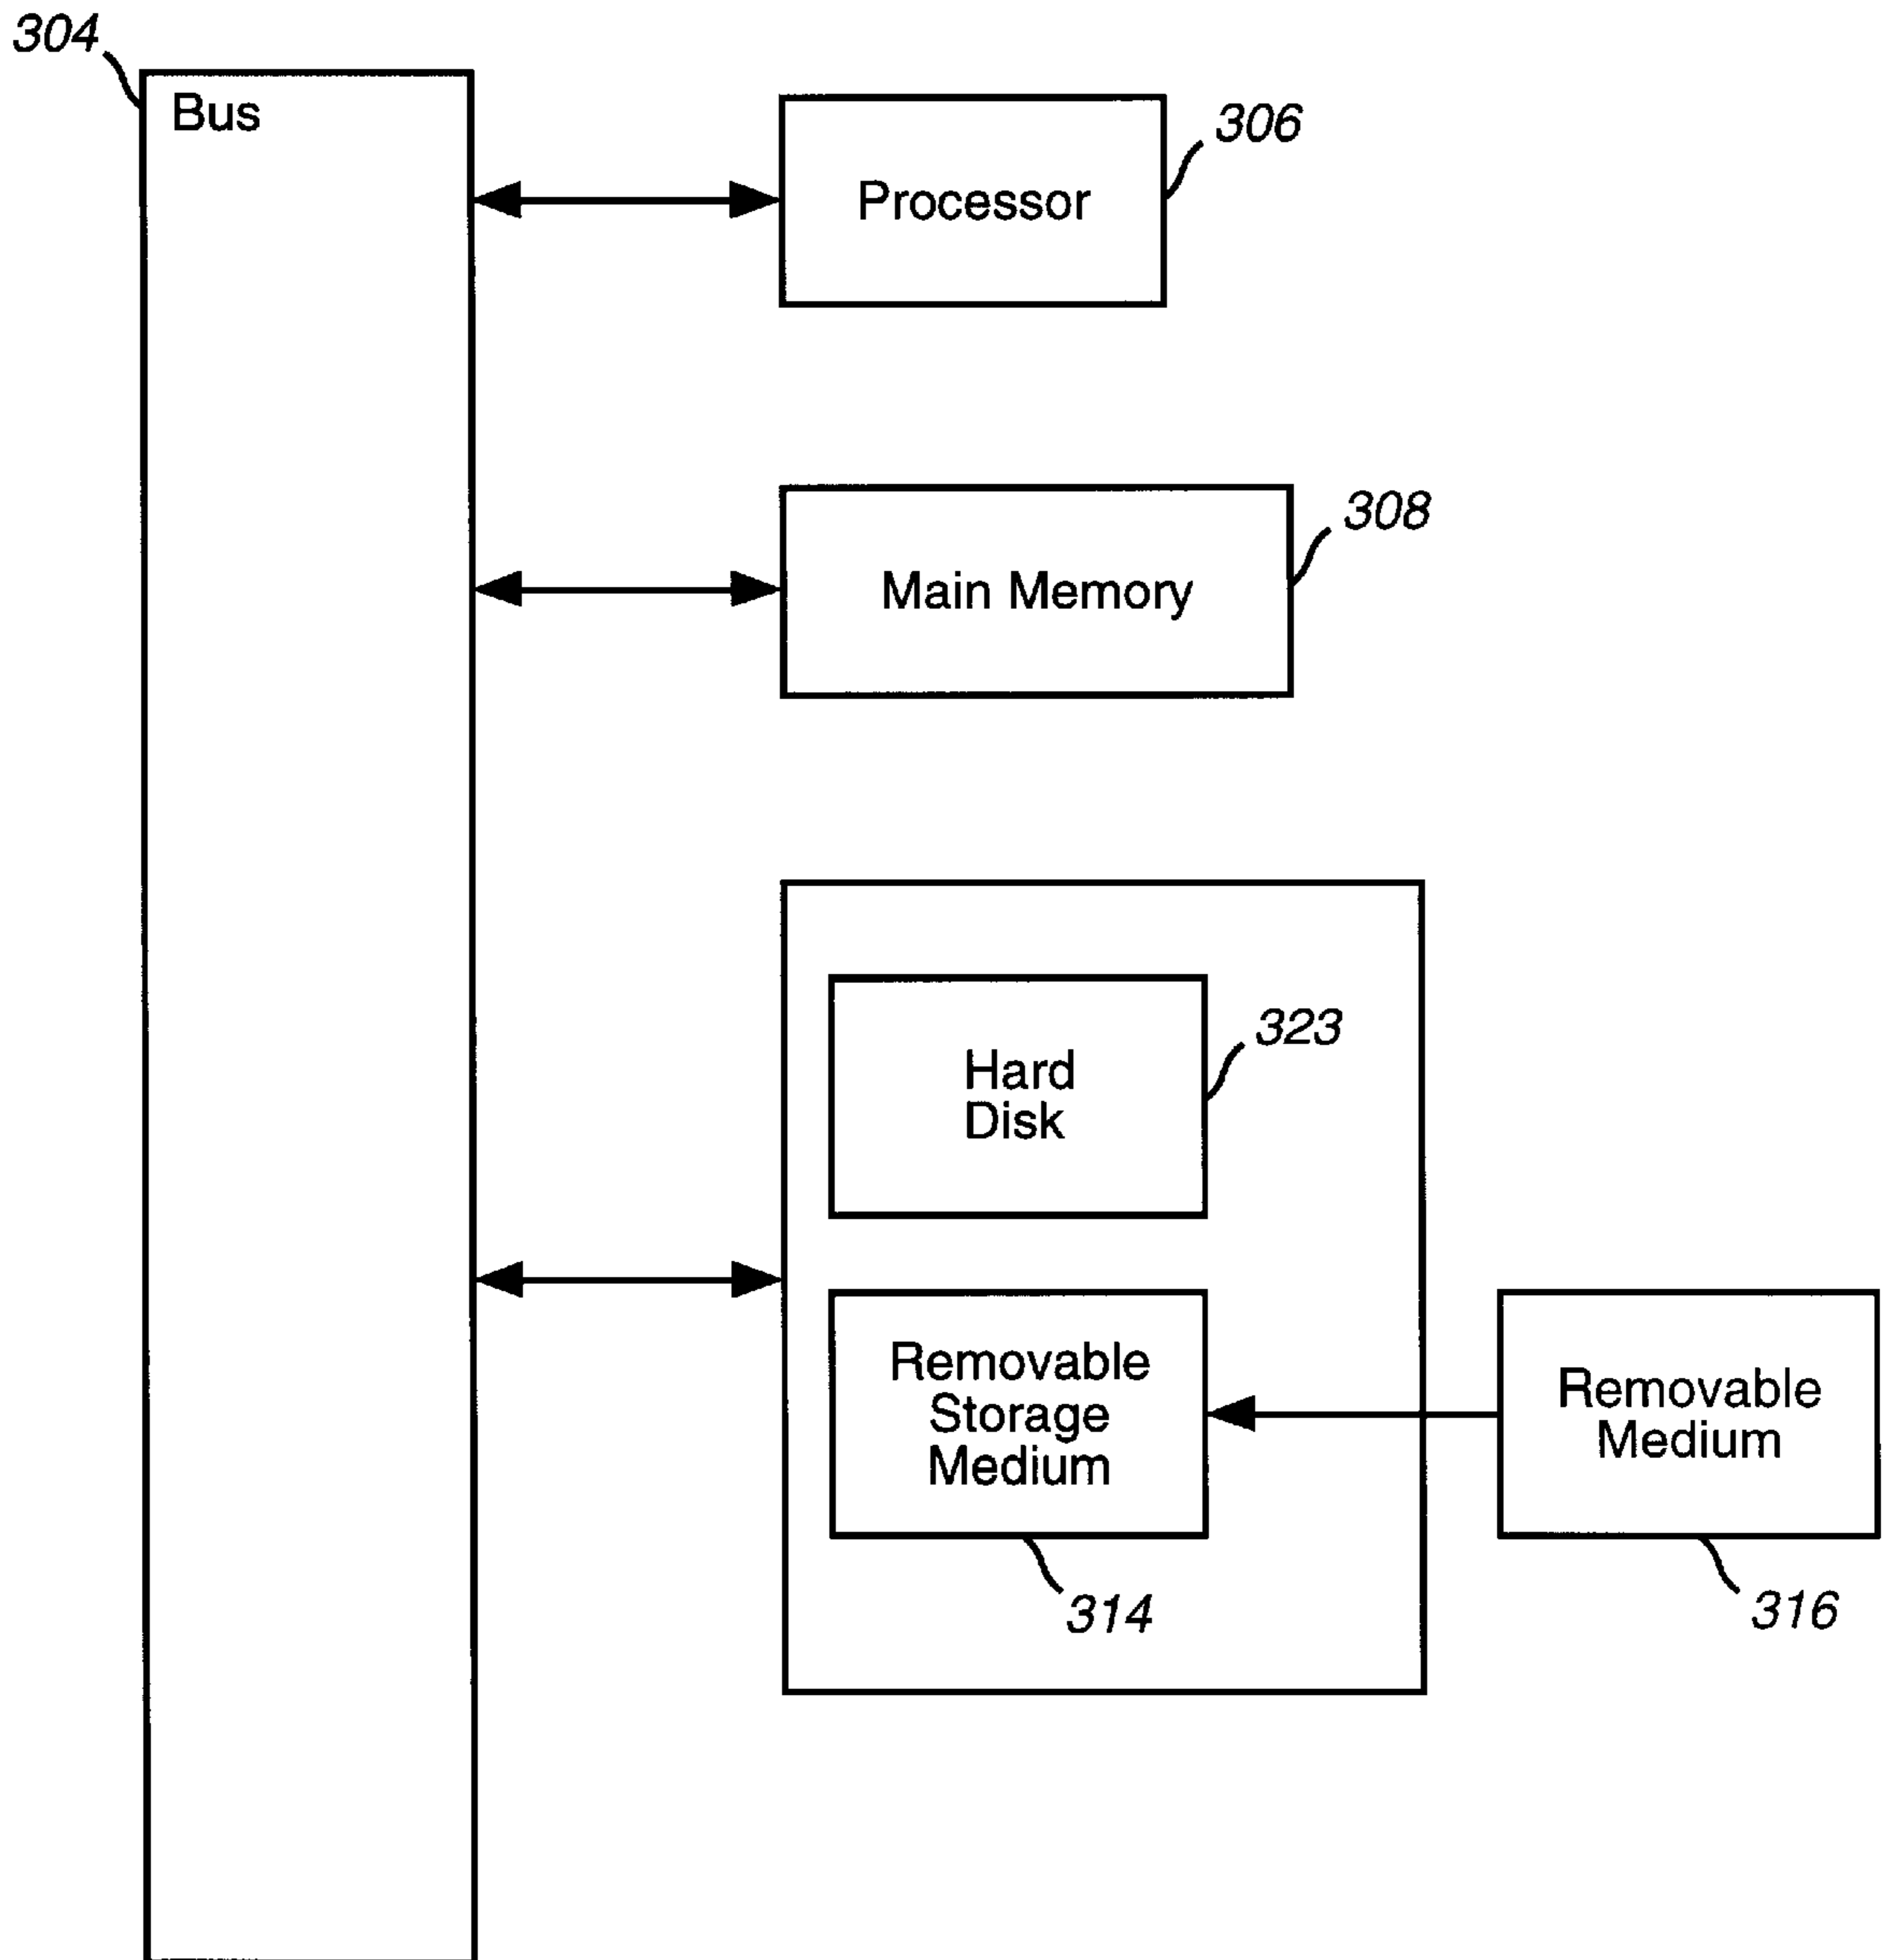 304
Bus
306
Processor
308
Main Memory
323
Hard
Disk
Removable
Storage
Medium
314
Removable
Medium
316